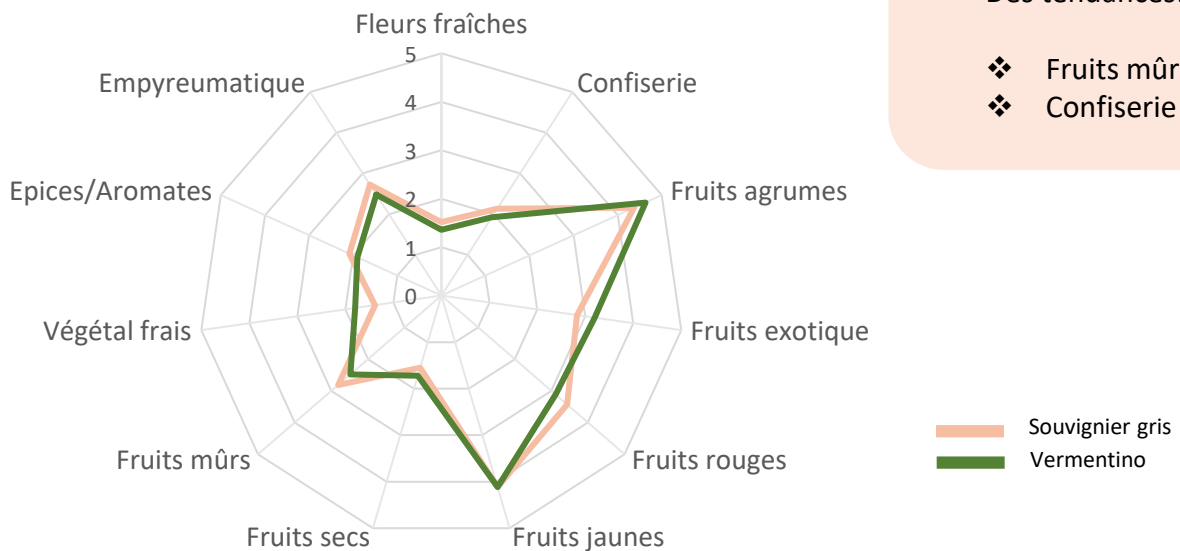 Fleurs fraîches
Confiserie
Fruits agrumes
Fruits exotique
Fruits rouges
Fruits jaunes
Fruits secs
Fruits mûrs
Végétal frais
Epices/Aromates
Empyreumatique
5
4
3
2
1
0
❖ Fruits mûr
❖ Confiserie
Souvignier gris
Vermentino